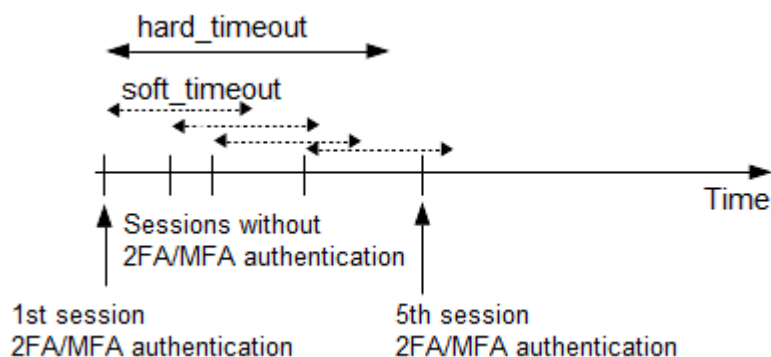 hard_timeout
soft_timeout
Time
Sessions without
2FA/MFA authentication
1st session
2FA/MFA authentication
5th session
2FA/MFA authentication